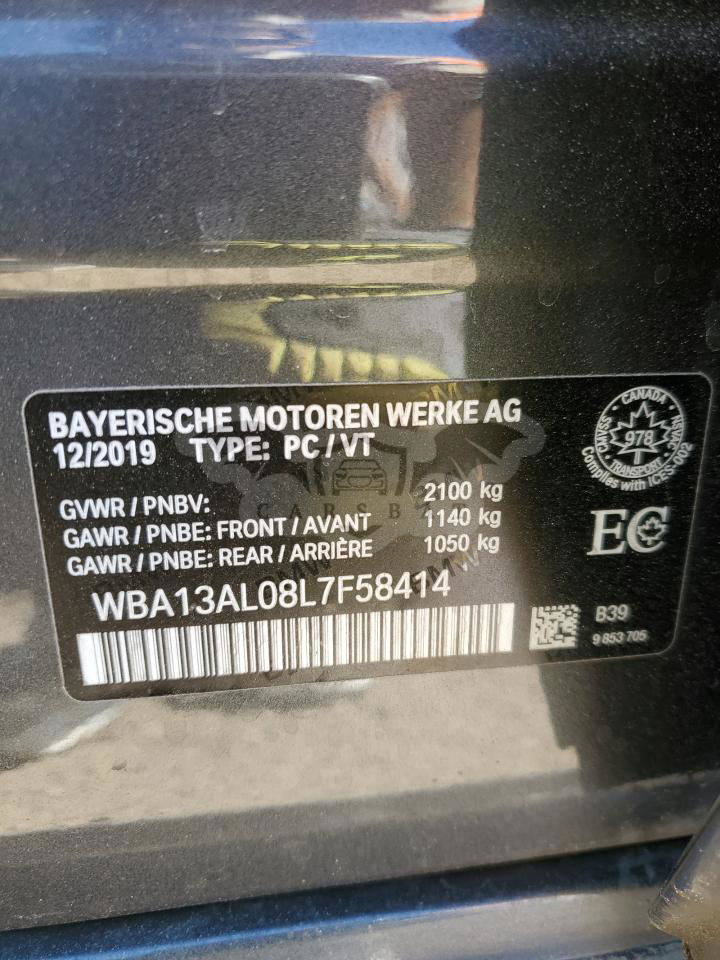 BAYERISCHE MOTOREN WERKE AG
12/2019 TYPE: PC/VT
GVWR / PNBV: 2100 kg
GAWR / PNBE: FRONT / AVANT 1140 kg
GAWR / PNBE: REAR / ARRIÈRE 1050 kg
WBA13AL08L7F58414
CANADA
978
TRANSPORT
Complies with ICES-002
EC
B39
9 853 705
CARSBZ